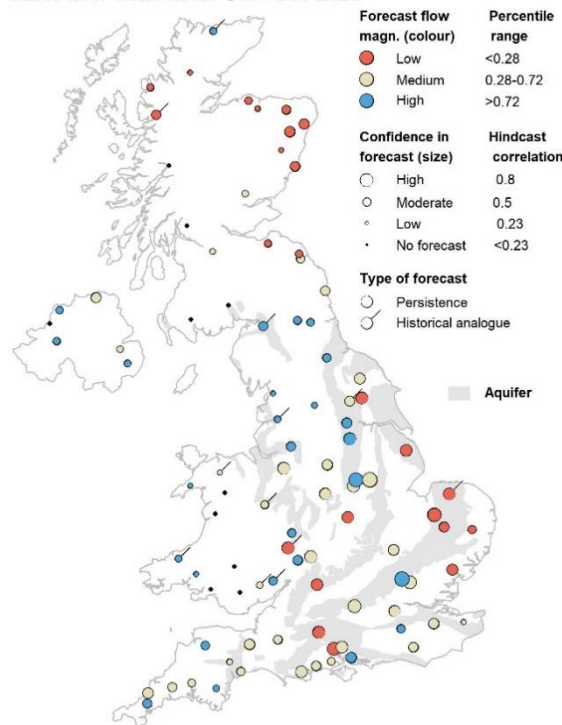 Forecast flow Percentile
magn. (colour) range
Low <0.28
Medium 0.28-0.72
High >0.72
Confidence in Hindcast
forecast (size) correlation
High 0.8
Moderate 0.5
Low 0.23
No forecast <0.23
Type of forecast
Persistence
Historical analogue
Aquifer